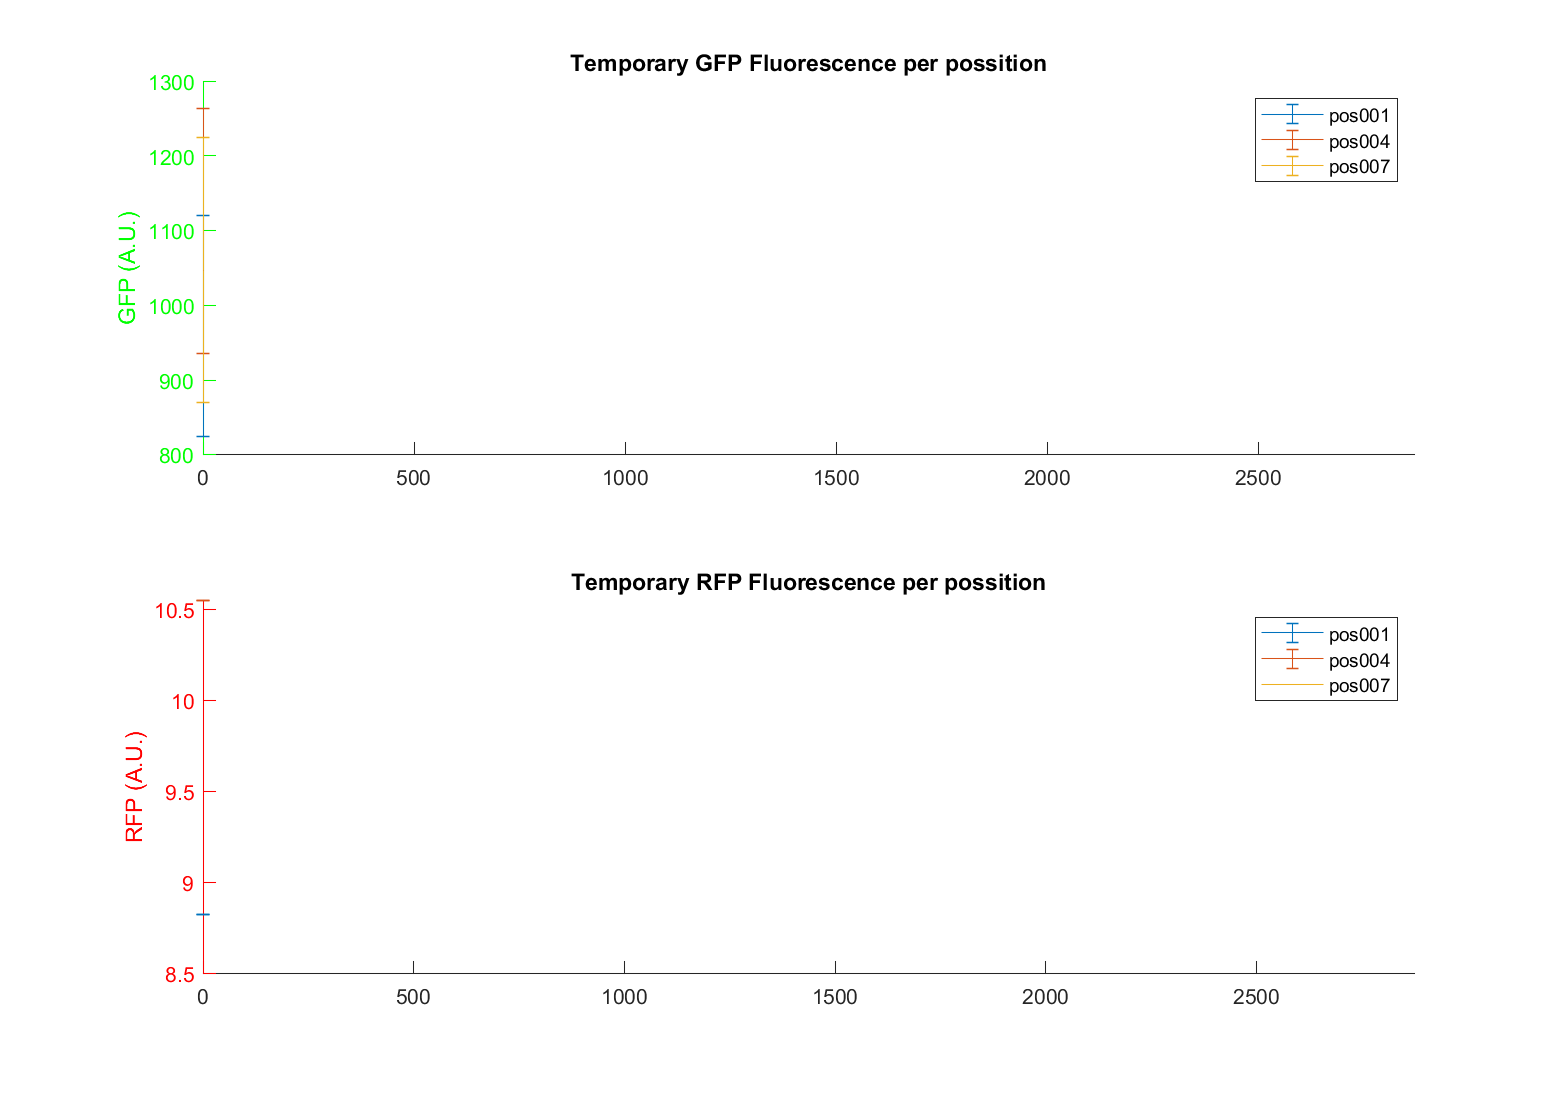 Temporary GFP Fluorescence per possition
1300
1200
1100
1000
900
800
GFP (A.U.)
pos001
pos004
pos007
0 500 1000 1500 2000 2500
Temporary RFP Fluorescence per possition
10.5
10
9.5
9
8.5
RFP (A.U.)
pos001
pos004
pos007
0 500 1000 1500 2000 2500